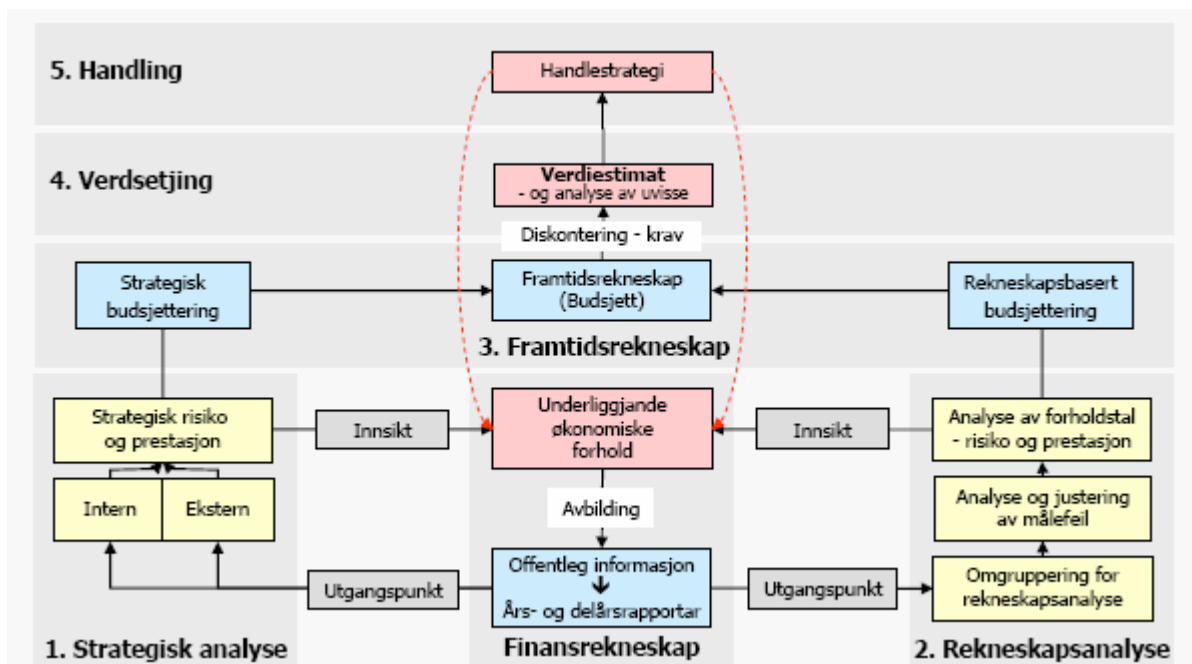 5. Handling
Handlestrategi
4. Verdsetjing
Verdiestimat
- og analyse av uvisse
Diskontering - krav
Strategisk
budsjettering
Framtidsrekneskap
(Budsjett)
Rekneskapsbasert
budsjettering
3. Framtidsrekneskap
Strategisk risiko
og prestasjon
Innsikt
Underliggjande
økonomiske
forhold
Innsikt
Analyse av forholdstal
- risiko og prestasjon
Intern
Ekstern
Avbilding
Analyse og justering
av målefeil
Utgangspunkt
Offentleg informasjon
Års- og delårsrapportar
Utgangspunkt
Omgruppering for
rekneskapsanalyse
1. Strategisk analyse
Finansrekneskap
2. Rekneskapsanalyse